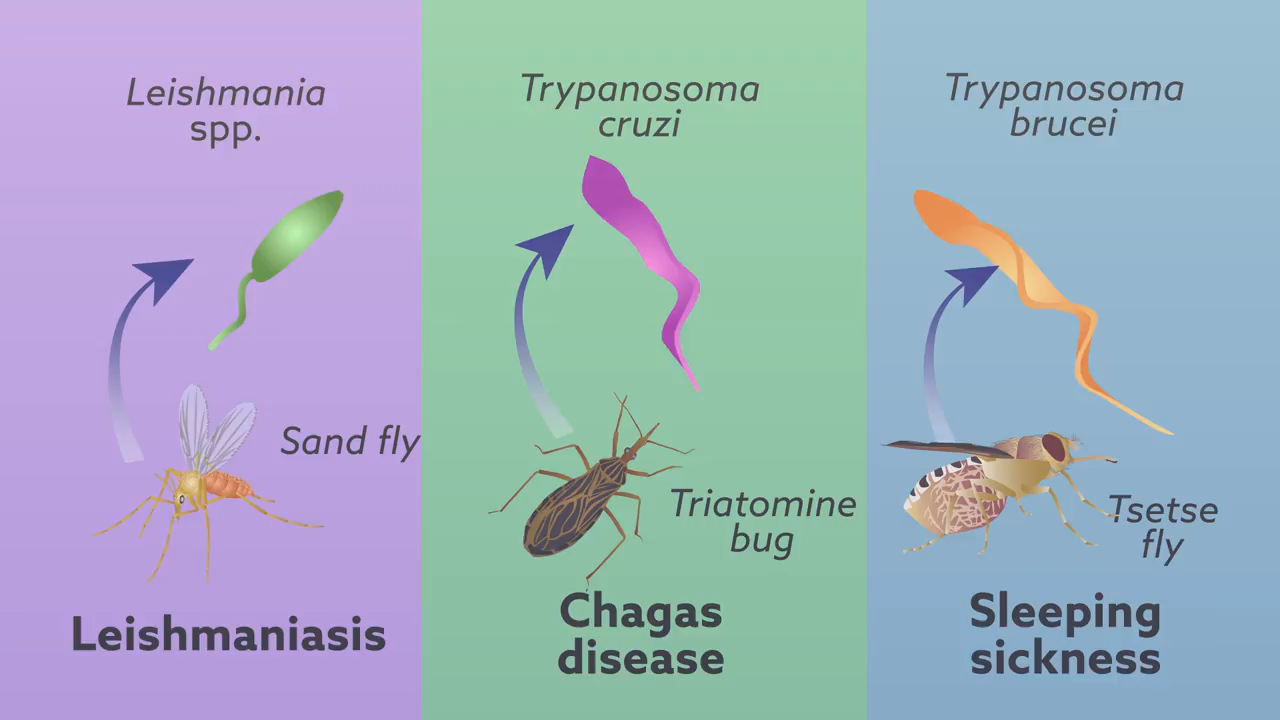 Leishmania
spp.
Sand fly
Leishmaniasis
Trypanosoma
cruzi
Triatomine
bug
Chagas
disease
Trypanosoma
brucei
Tsetse
fly
Sleeping
sickness